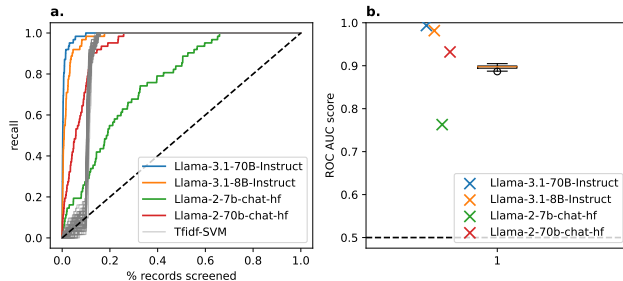 a.
recall
1.0
0.8
0.6
0.4
0.2
0.0
0.0 0.2 0.4 0.6 0.8 1.0
% records screened
Llama-3.1-70B-Instruct
Llama-3.1-8B-Instruct
Llama-2-7b-chat-hf
Llama-2-70b-chat-hf
Tfidf-SVM
b.
ROC AUC score
1.0
0.9
0.8
0.7
0.6
0.5
1
Llama-3.1-70B-Instruct
Llama-3.1-8B-Instruct
Llama-2-7b-chat-hf
Llama-2-70b-chat-hf